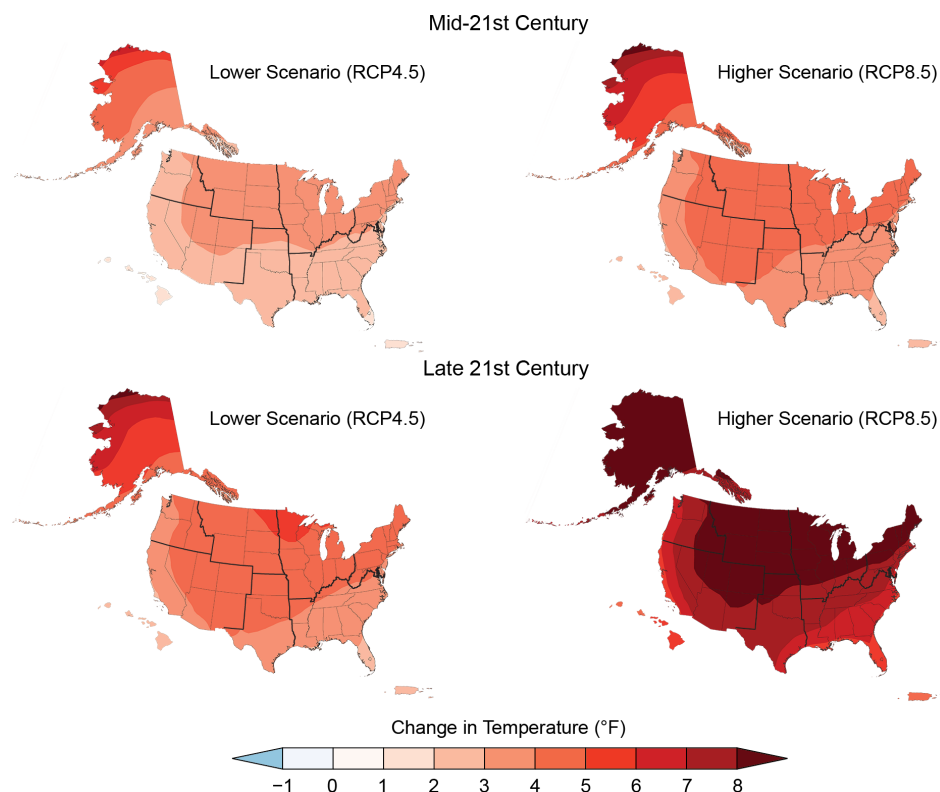 Mid-21st Century
Lower Scenario (RCP4.5)
Higher Scenario (RCP8.5)
Late 21st Century
Lower Scenario (RCP4.5)
Higher Scenario (RCP8.5)
Change in Temperature (°F)
−1 0 1 2 3 4 5 6 7 8